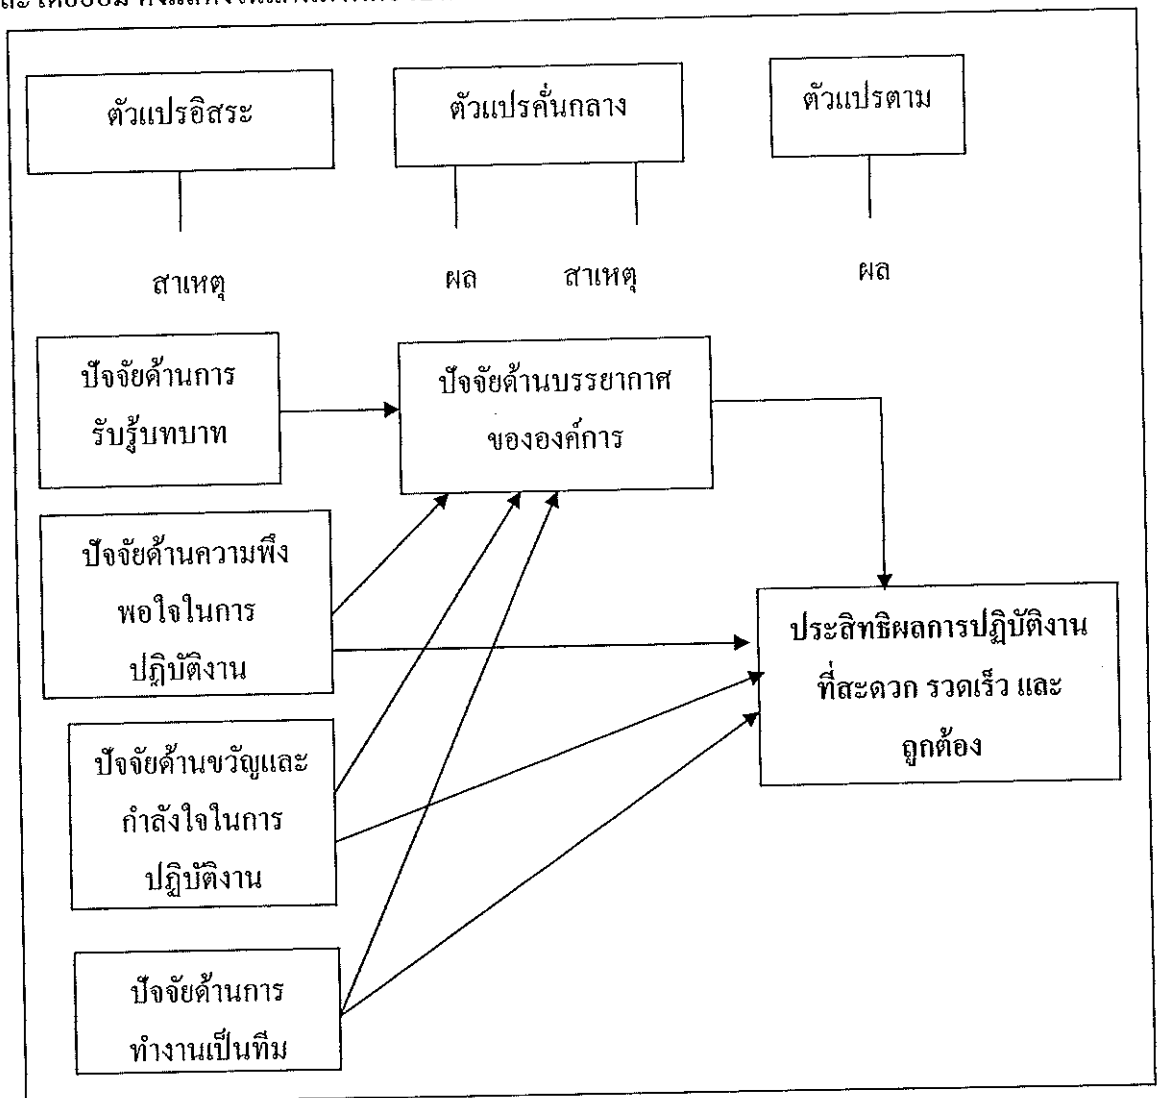 ตัวแปรอิสระ
ตัวแปรคั่นกลาง
ตัวแปรตาม
สาเหตุ
ผล
สาเหตุ
ผล
ปัจจัยด้านการ
รับรู้บทบาท
ปัจจัยด้านบรรยากาศ
ขององค์การ
ปัจจัยด้านความพึง
พอใจในการ
ปฏิบัติงาน
ประสิทธิผลการปฏิบัติงาน
ที่สะดวก รวดเร็ว และ
ถูกต้อง
ปัจจัยด้านขวัญและ
กำลังใจในการ
ปฏิบัติงาน
ปัจจัยด้านการ
ทำงานเป็นทีม